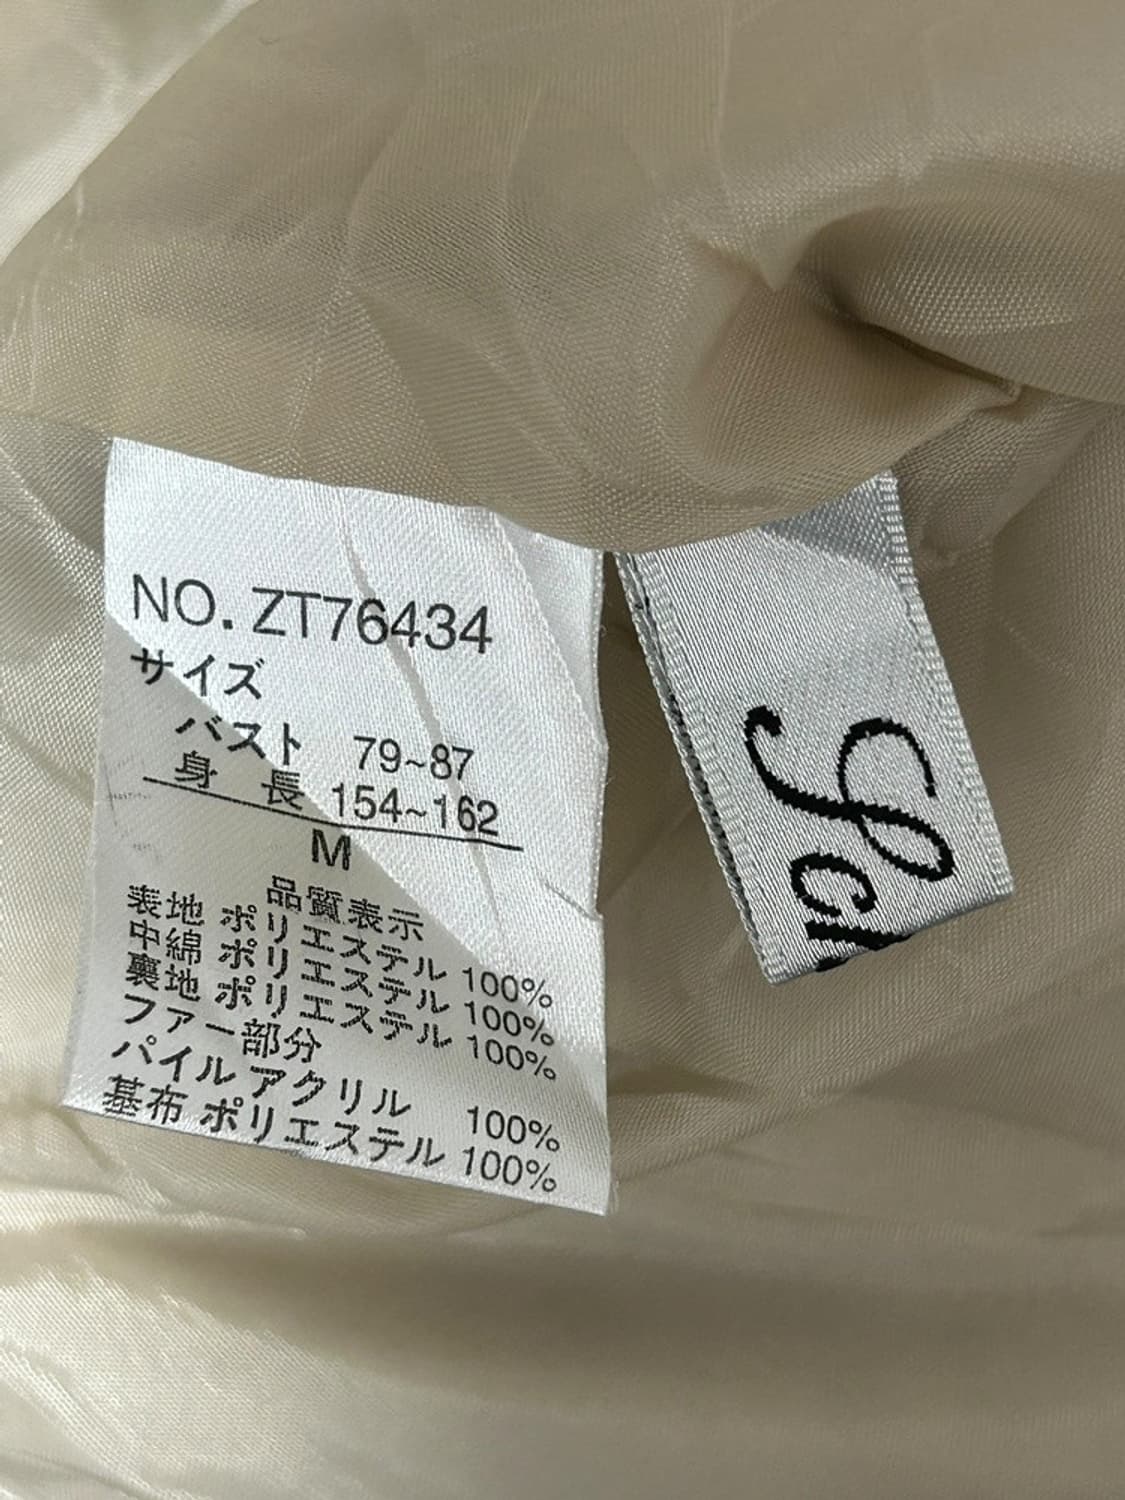 NO. ZT76434
サイズ
バスト 79~87
身 長 154~162
M
品質表示
表地 ポリエステル 100%
中綿 ポリエステル 100%
裏地 ポリエステル 100%
ファー部分
パイル アクリル 100%
基布 ポリエステル 100%